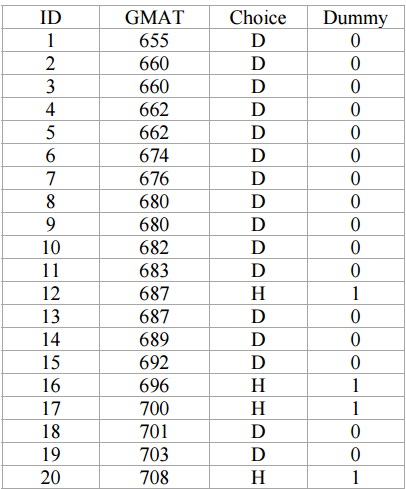 ID GMAT Choice Dummy
1 655 D 0
2 660 D 0
3 660 D 0
4 662 D 0
5 662 D 0
6 674 D 0
7 676 D 0
8 680 D 0
9 680 D 0
10 682 D 0
11 683 D 0
12 687 H 1
13 687 D 0
14 689 D 0
15 692 D 0
16 696 H 1
17 700 H 1
18 701 D 0
19 703 D 0
20 708 H 1